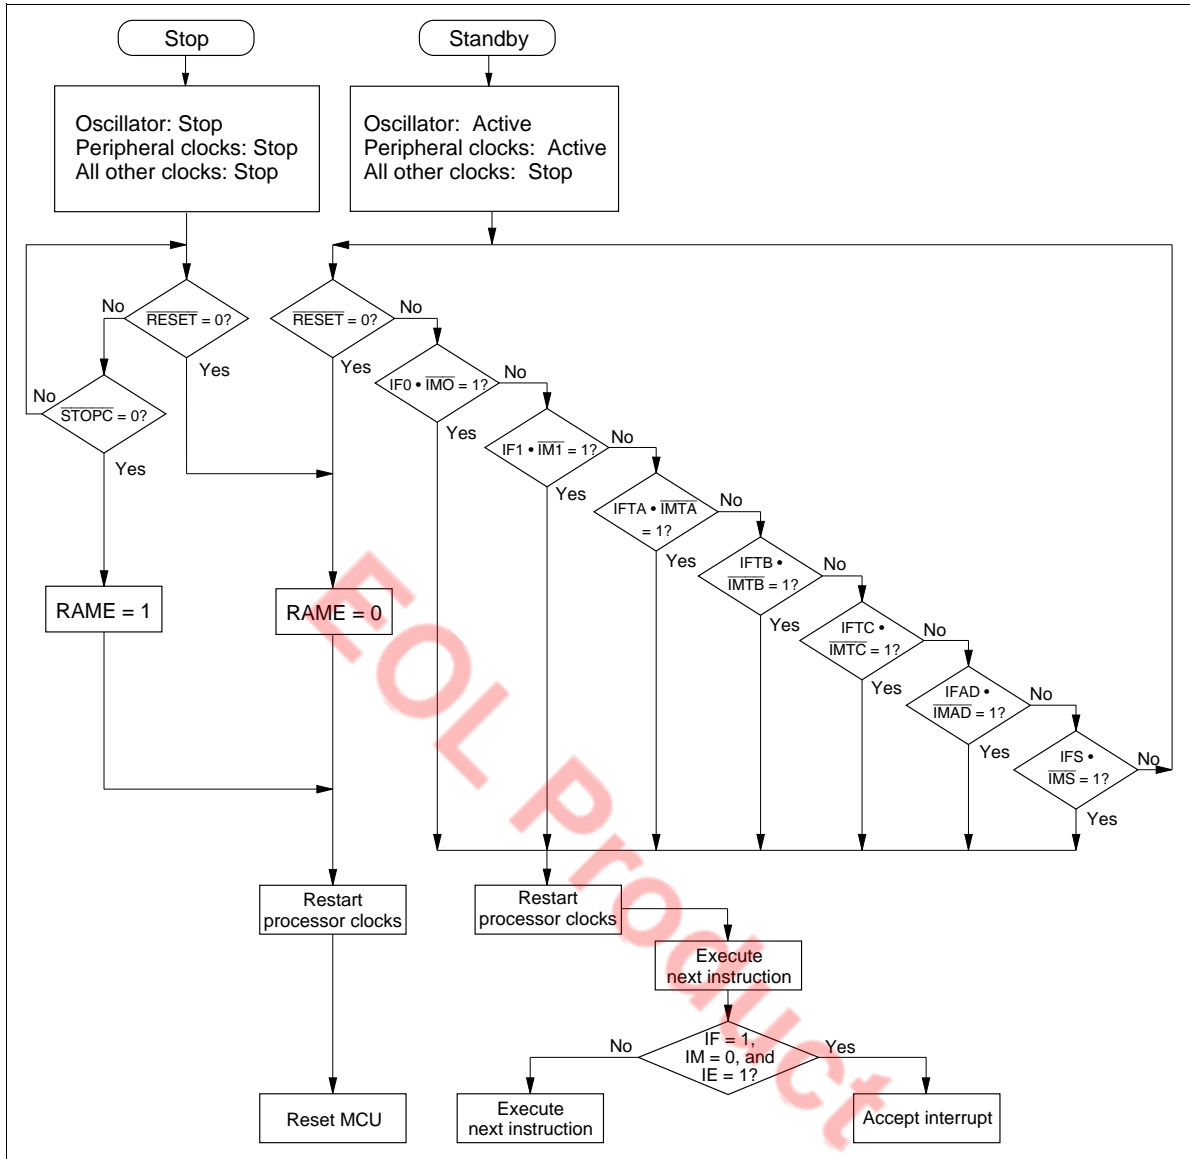 Stop
Standby
Oscillator: Stop
Peripheral clocks: Stop
All other clocks: Stop
Oscillator: Active
Peripheral clocks: Active
All other clocks: Stop
No
RESET = 0?
Yes
RESET = 0?
No
Yes
No
STOPC = 0?
Yes
IF0 • IMO = 1?
No
Yes
IF1 • IM1 = 1?
No
Yes
IFTA • IMTA
= 1?
No
Yes
IFTB •
IMTB = 1?
No
Yes
IFTC •
IMTC = 1?
No
Yes
IFAD •
IMAD = 1?
No
Yes
IFS •
IMS = 1?
No
Yes
RAME = 1
RAME = 0
EOL Product
Restart
processor clocks
Restart
processor clocks
Execute
next instruction
No
IF = 1,
IM = 0, and
IE = 1?
Yes
Reset MCU
Execute
next instruction
Accept interrupt